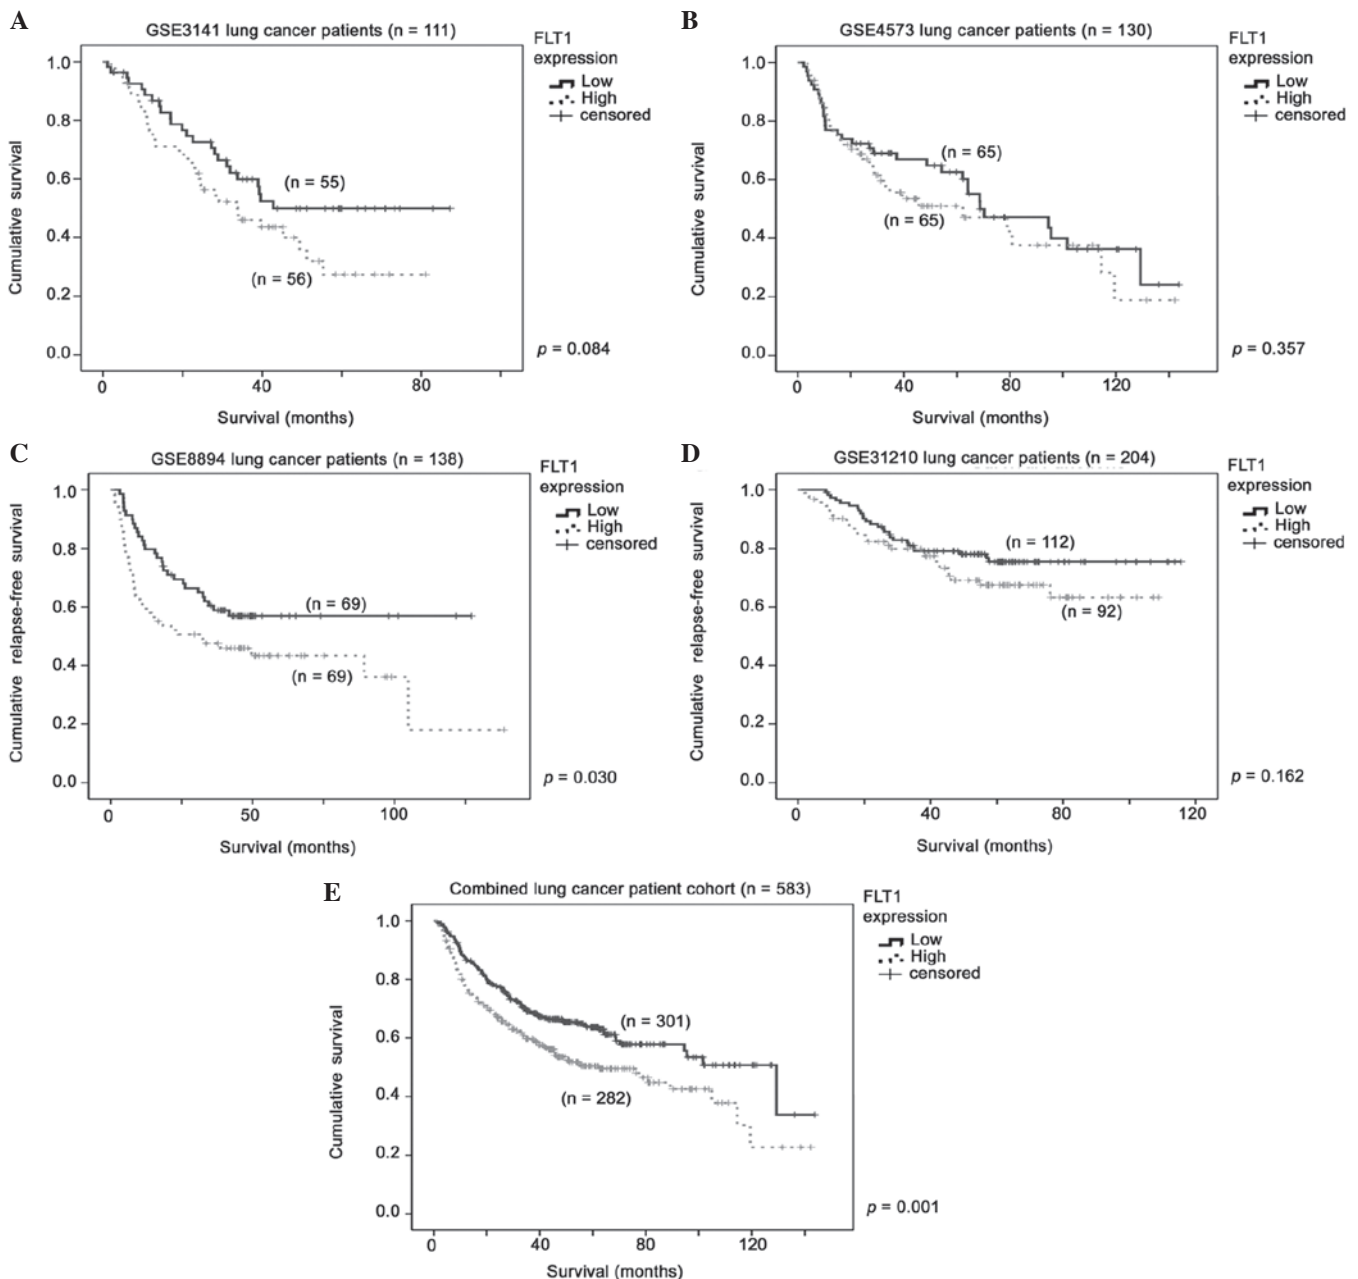 A
GSE3141 lung cancer patients (n = 111)
FLT1
expression
Low
High
censored
Cumulative survival
1.0
0.8
0.6
0.4
0.2
0.0
(n = 55)
(n = 56)
p = 0.084
0 40 80
Survival (months)
B
GSE4573 lung cancer patients (n = 130)
FLT1
expression
Low
High
censored
Cumulative survival
1.0
0.8
0.6
0.4
0.2
0.0
(n = 65)
(n = 65)
p = 0.357
0 40 80 120
Survival (months)
C
GSE8894 lung cancer patients (n = 138)
FLT1
expression
Low
High
censored
Cumulative relapse-free survival
1.0
0.8
0.6
0.4
0.2
0.0
(n = 69)
(n = 69)
p = 0.030
0 50 100
Survival (months)
D
GSE31210 lung cancer patients (n = 204)
FLT1
expression
Low
High
censored
Cumulative relapse-free survival
1.0
0.8
0.6
0.4
0.2
0.0
(n = 112)
(n = 92)
p = 0.162
0 40 80 120
Survival (months)
E
Combined lung cancer patient cohort (n = 583)
FLT1
expression
Low
High
censored
Cumulative survival
1.0
0.8
0.6
0.4
0.2
0.0
(n = 301)
(n = 282)
p = 0.001
0 40 80 120
Survival (months)